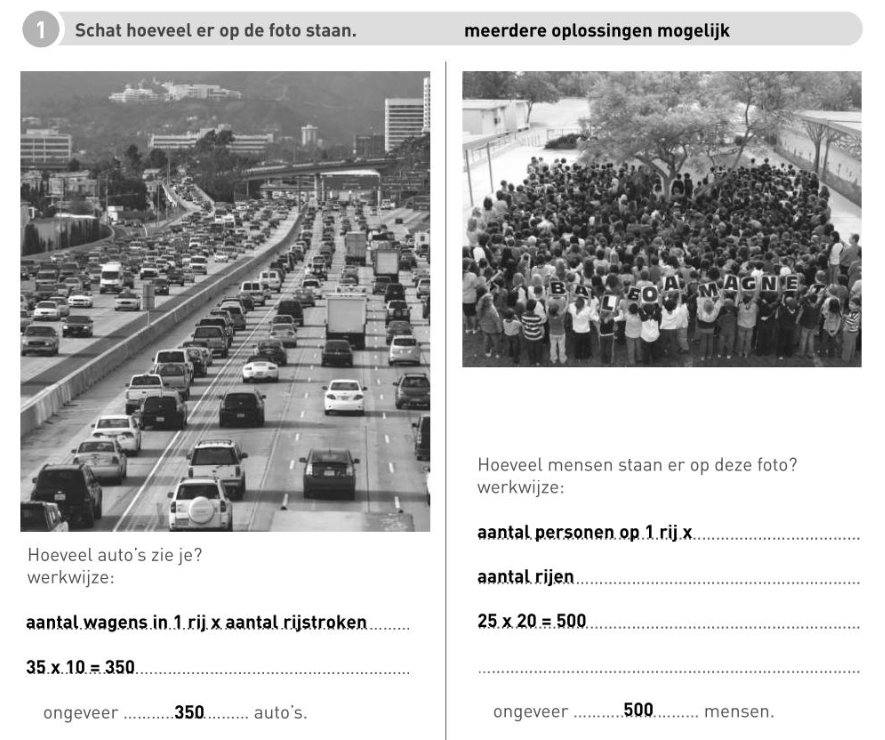 1 Schat hoeveel er op de foto staan. meerdere oplossingen mogelijk
BALBOA MAGNET
Hoeveel auto's zie je?
werkwijze:
aantal wagens in 1 rij x aantal rijstroken
35 x 10 = 350
ongeveer 350 auto's.
Hoeveel mensen staan er op deze foto?
werkwijze:
aantal personen op 1 rij x
aantal rijen
25 x 20 = 500
ongeveer 500 mensen.